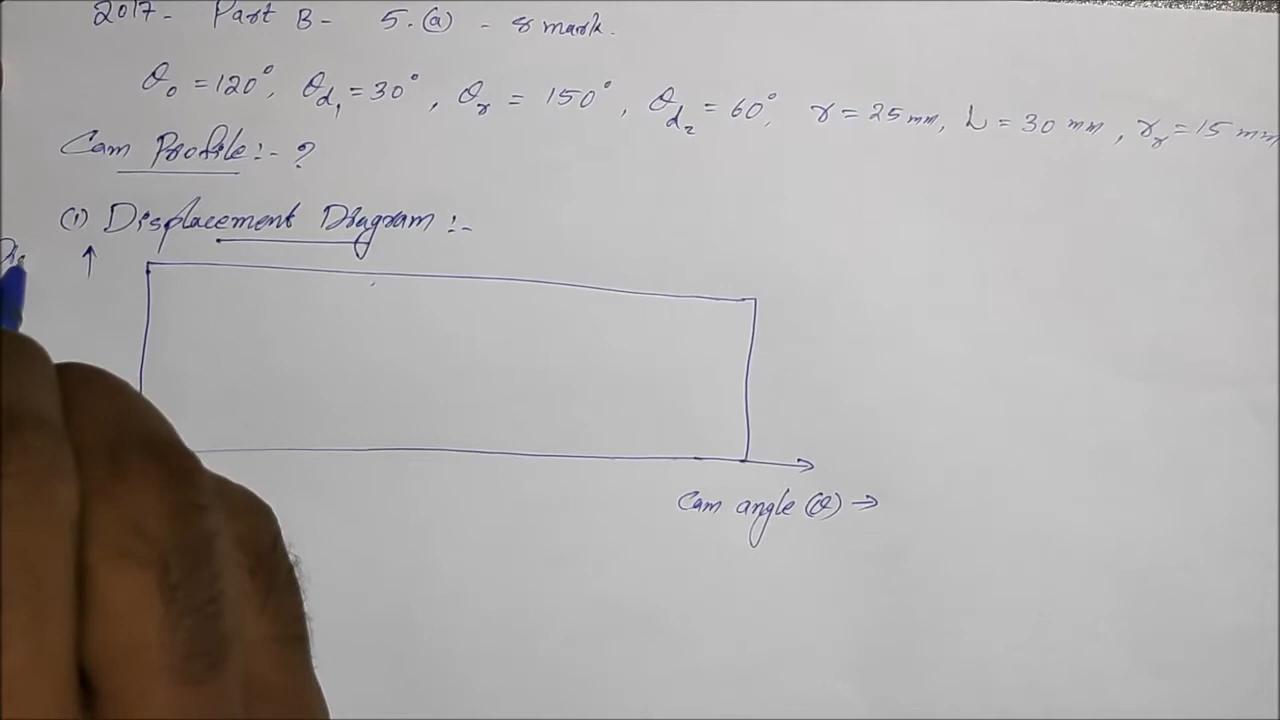 2017- Part B- 5.(a) - 8 mark.
θ₀ = 120°, θd₁ = 30°, θr = 150°, θd₂ = 60°, r = 25 mm, L = 30 mm, rr = 15 mm
Cam Profile:- ?
(1) Displacement Diagram :-
Cam angle (θ) →